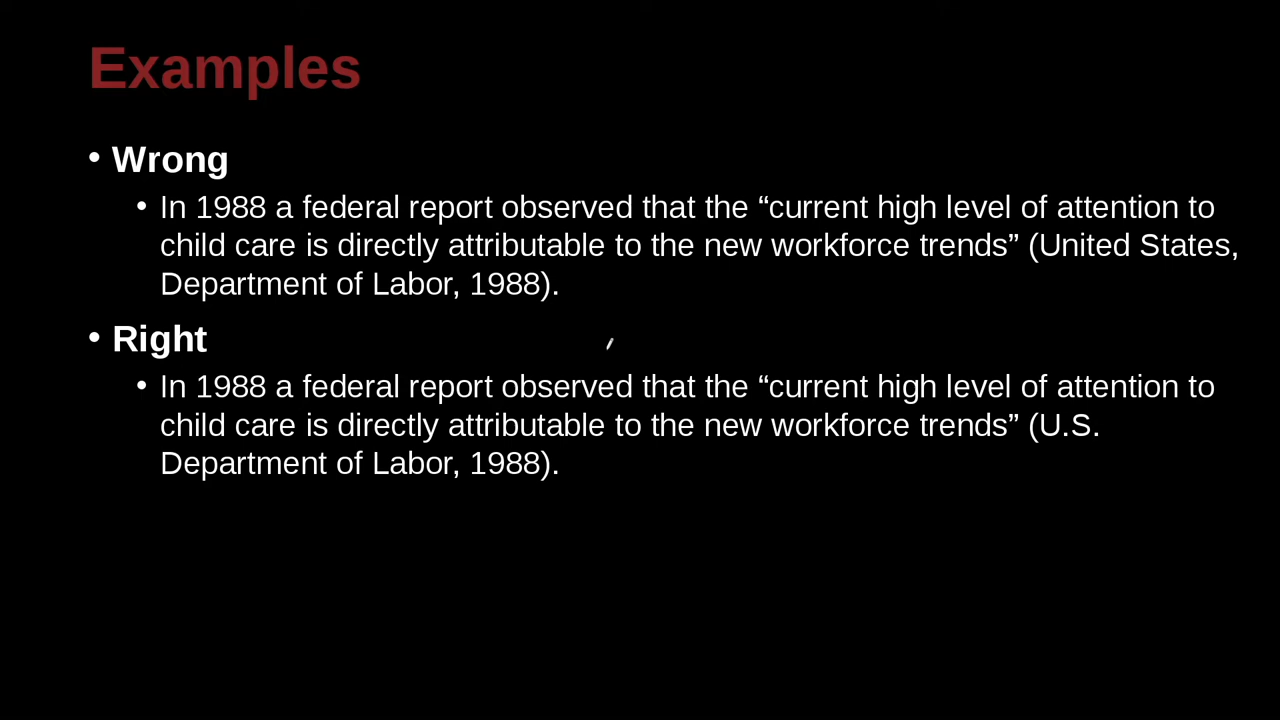 Examples
• Wrong
• In 1988 a federal report observed that the “current high level of attention to
child care is directly attributable to the new workforce trends” (United States,
Department of Labor, 1988).
• Right
• In 1988 a federal report observed that the “current high level of attention to
child care is directly attributable to the new workforce trends” (U.S.
Department of Labor, 1988).